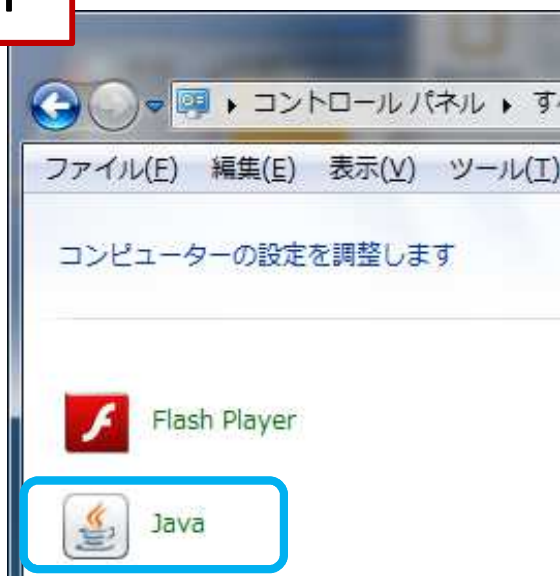 コントロール パネル ▸ す
ファイル(F) 編集(E) 表示(V) ツール(T)
コンピューターの設定を調整します
Flash Player
Java